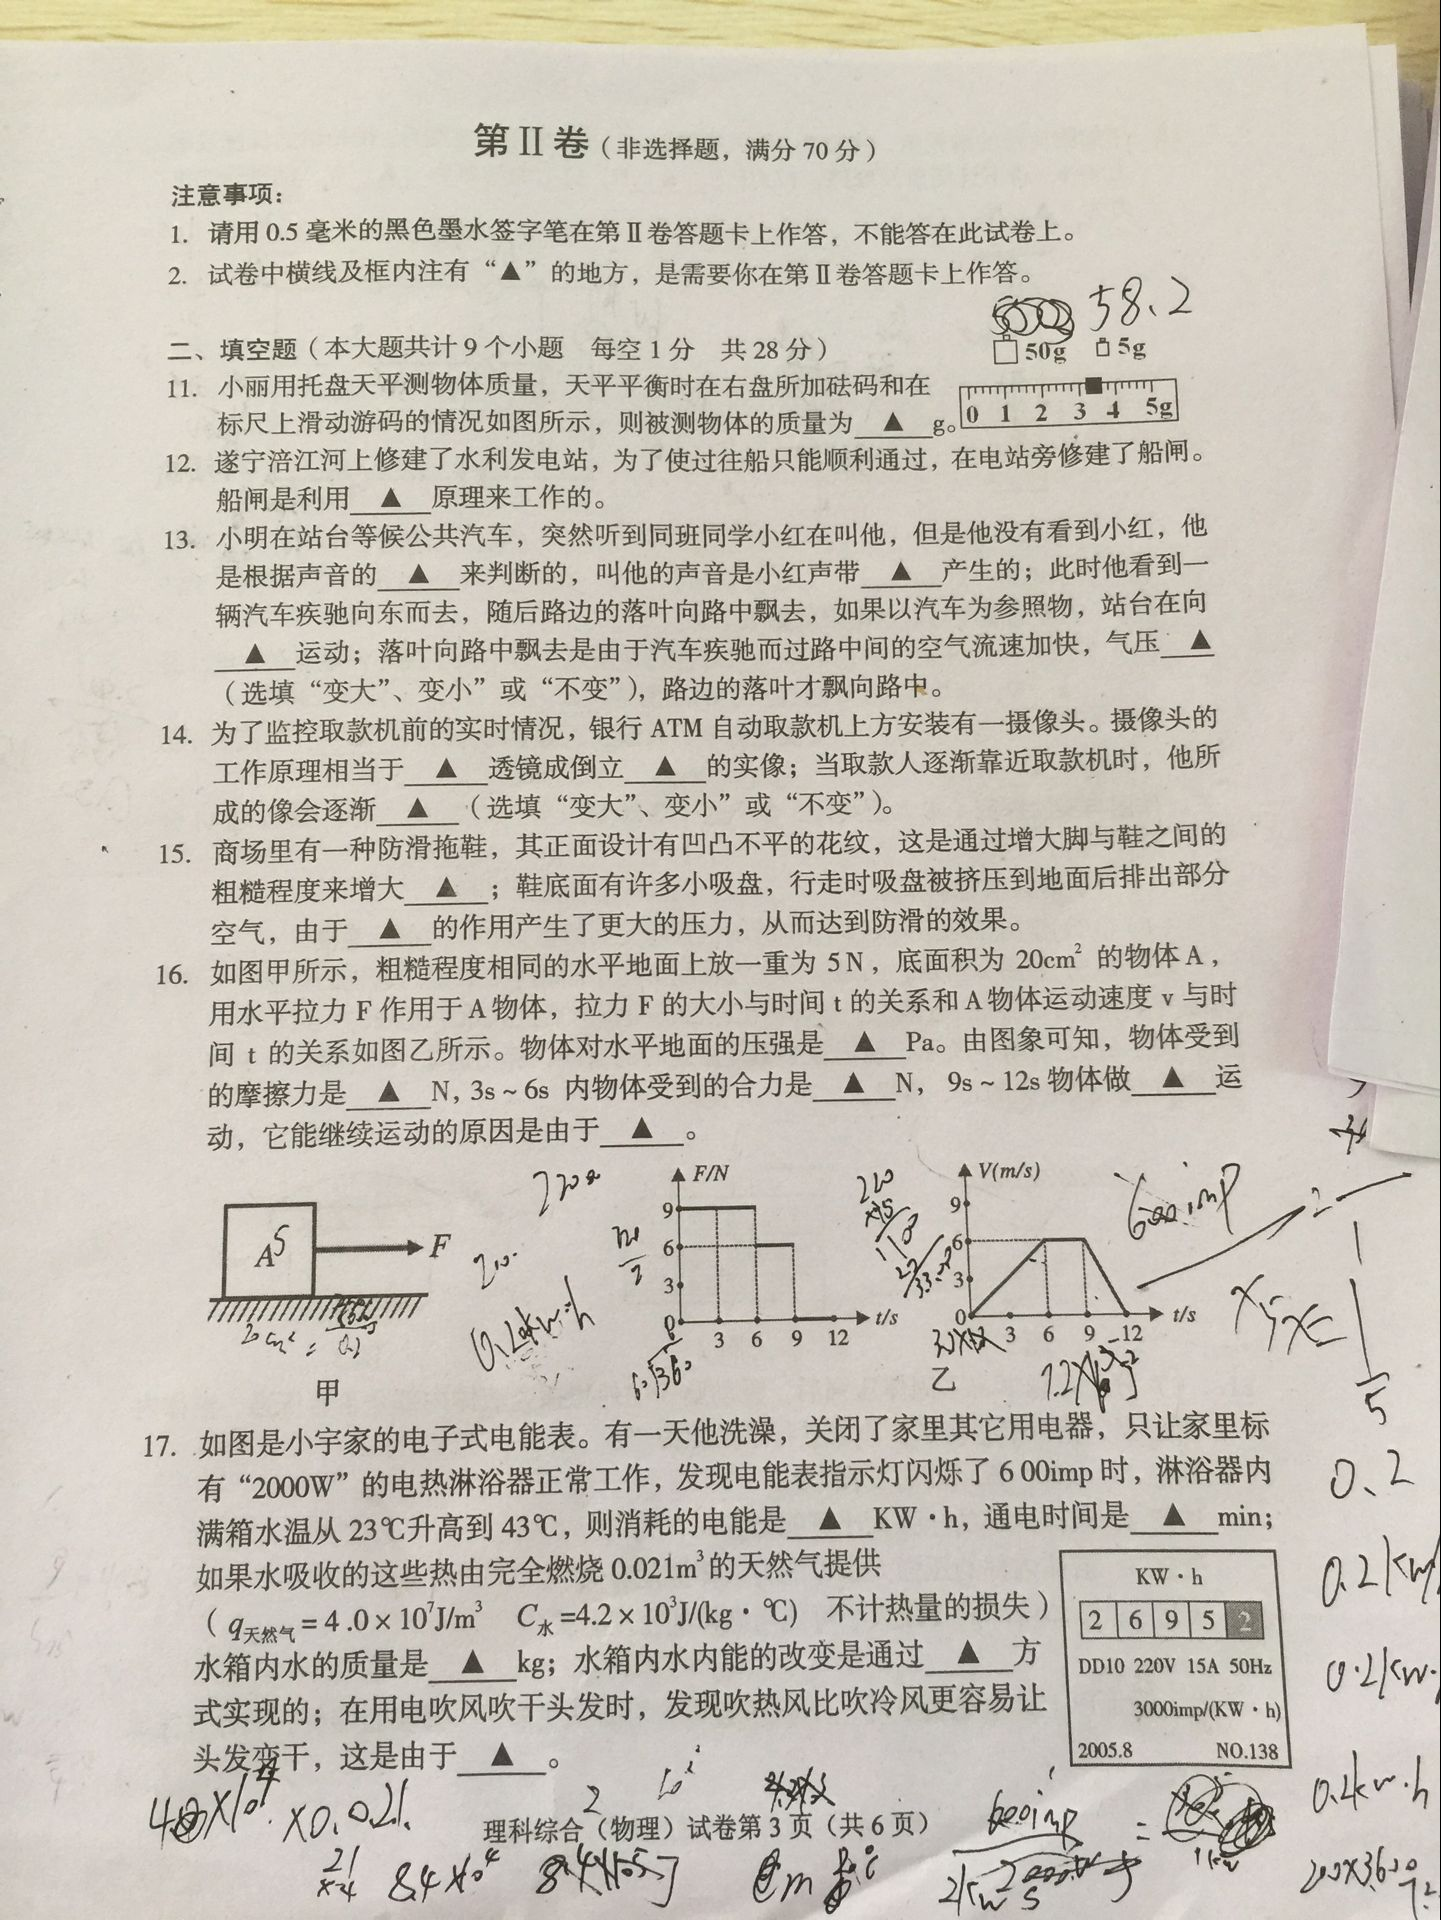 第Ⅱ卷（非选择题，满分70分）
注意事项：
1. 请用0.5毫米的黑色墨水签字笔在第Ⅱ卷答题卡上作答，不能答在此试卷上。
2. 试卷中横线及框内注有“▲”的地方，是需要你在第Ⅱ卷答题卡上作答。
58.2
二、填空题（本大题共计9个小题 每空1分 共28分）
50g 5g
11. 小丽用托盘天平测物体质量，天平平衡时在右盘所加砝码和在
标尺上滑动游码的情况如图所示，则被测物体的质量为 ▲ g。
0 1 2 3 4 5g
12. 遂宁涪江河上修建了水利发电站，为了使过往船只能顺利通过，在电站旁修建了船闸。
船闸是利用 ▲ 原理来工作的。
13. 小明在站台等候公共汽车，突然听到同班同学小红在叫他，但是他没有看到小红，他
是根据声音的 ▲ 来判断的，叫他的声音是小红声带 ▲ 产生的；此时他看到一
辆汽车疾驰向东而去，随后路边的落叶向路中飘去，如果以汽车为参照物，站台在向
▲ 运动；落叶向路中飘去是由于汽车疾驰而过路中间的空气流速加快，气压 ▲
（选填“变大”、变小”或“不变”），路边的落叶才飘向路中。
14. 为了监控取款机前的实时情况，银行ATM自动取款机上方安装有一摄像头。摄像头的
工作原理相当于 ▲ 透镜成倒立 ▲ 的实像；当取款人逐渐靠近取款机时，他所
成的像会逐渐 ▲ （选填“变大”、变小”或“不变”）。
15. 商场里有一种防滑拖鞋，其正面设计有凹凸不平的花纹，这是通过增大脚与鞋之间的
粗糙程度来增大 ▲ ；鞋底面有许多小吸盘，行走时吸盘被挤压到地面后排出部分
空气，由于 ▲ 的作用产生了更大的压力，从而达到防滑的效果。
16. 如图甲所示，粗糙程度相同的水平地面上放一重为5N，底面积为20cm²的物体A，
用水平拉力F作用于A物体，拉力F的大小与时间t的关系和A物体运动速度v与时
间t的关系如图乙所示。物体对水平地面的压强是 ▲ Pa。由图象可知，物体受到
的摩擦力是 ▲ N，3s~6s内物体受到的合力是 ▲ N，9s~12s物体做 ▲ 运
动，它能继续运动的原因是由于 ▲ 。
A 5 F
甲
F/N
9
6
3
0 3 6 9 12 t/s
V(m/s)
9
6
3
0 3 6 9 12 t/s
乙
17. 如图是小宇家的电子式电能表。有一天他洗澡，关闭了家里其它用电器，只让家里标
有“2000W”的电热淋浴器正常工作，发现电能表指示灯闪烁了600imp时，淋浴器内
满箱水温从23℃升高到43℃，则消耗的电能是 ▲ KW·h，通电时间是 ▲ min；
如果水吸收的这些热由完全燃烧0.021m³的天然气提供
（q天然气=4.0×10⁷J/m³ C水=4.2×10³J/(kg·℃) 不计热量的损失）
水箱内水的质量是 ▲ kg；水箱内水内能的改变是通过 ▲ 方
式实现的；在用电吹风吹干头发时，发现吹热风比吹冷风更容易让
头发变干，这是由于 ▲ 。
KW·h
2 6 9 5 2
DD10 220V 15A 50Hz
3000imp/(KW·h)
2005.8 NO.138
0.2
0.2kw·h
×0.021
理科综合（物理）试卷第3页（共6页）
600imp
8.4×10⁴